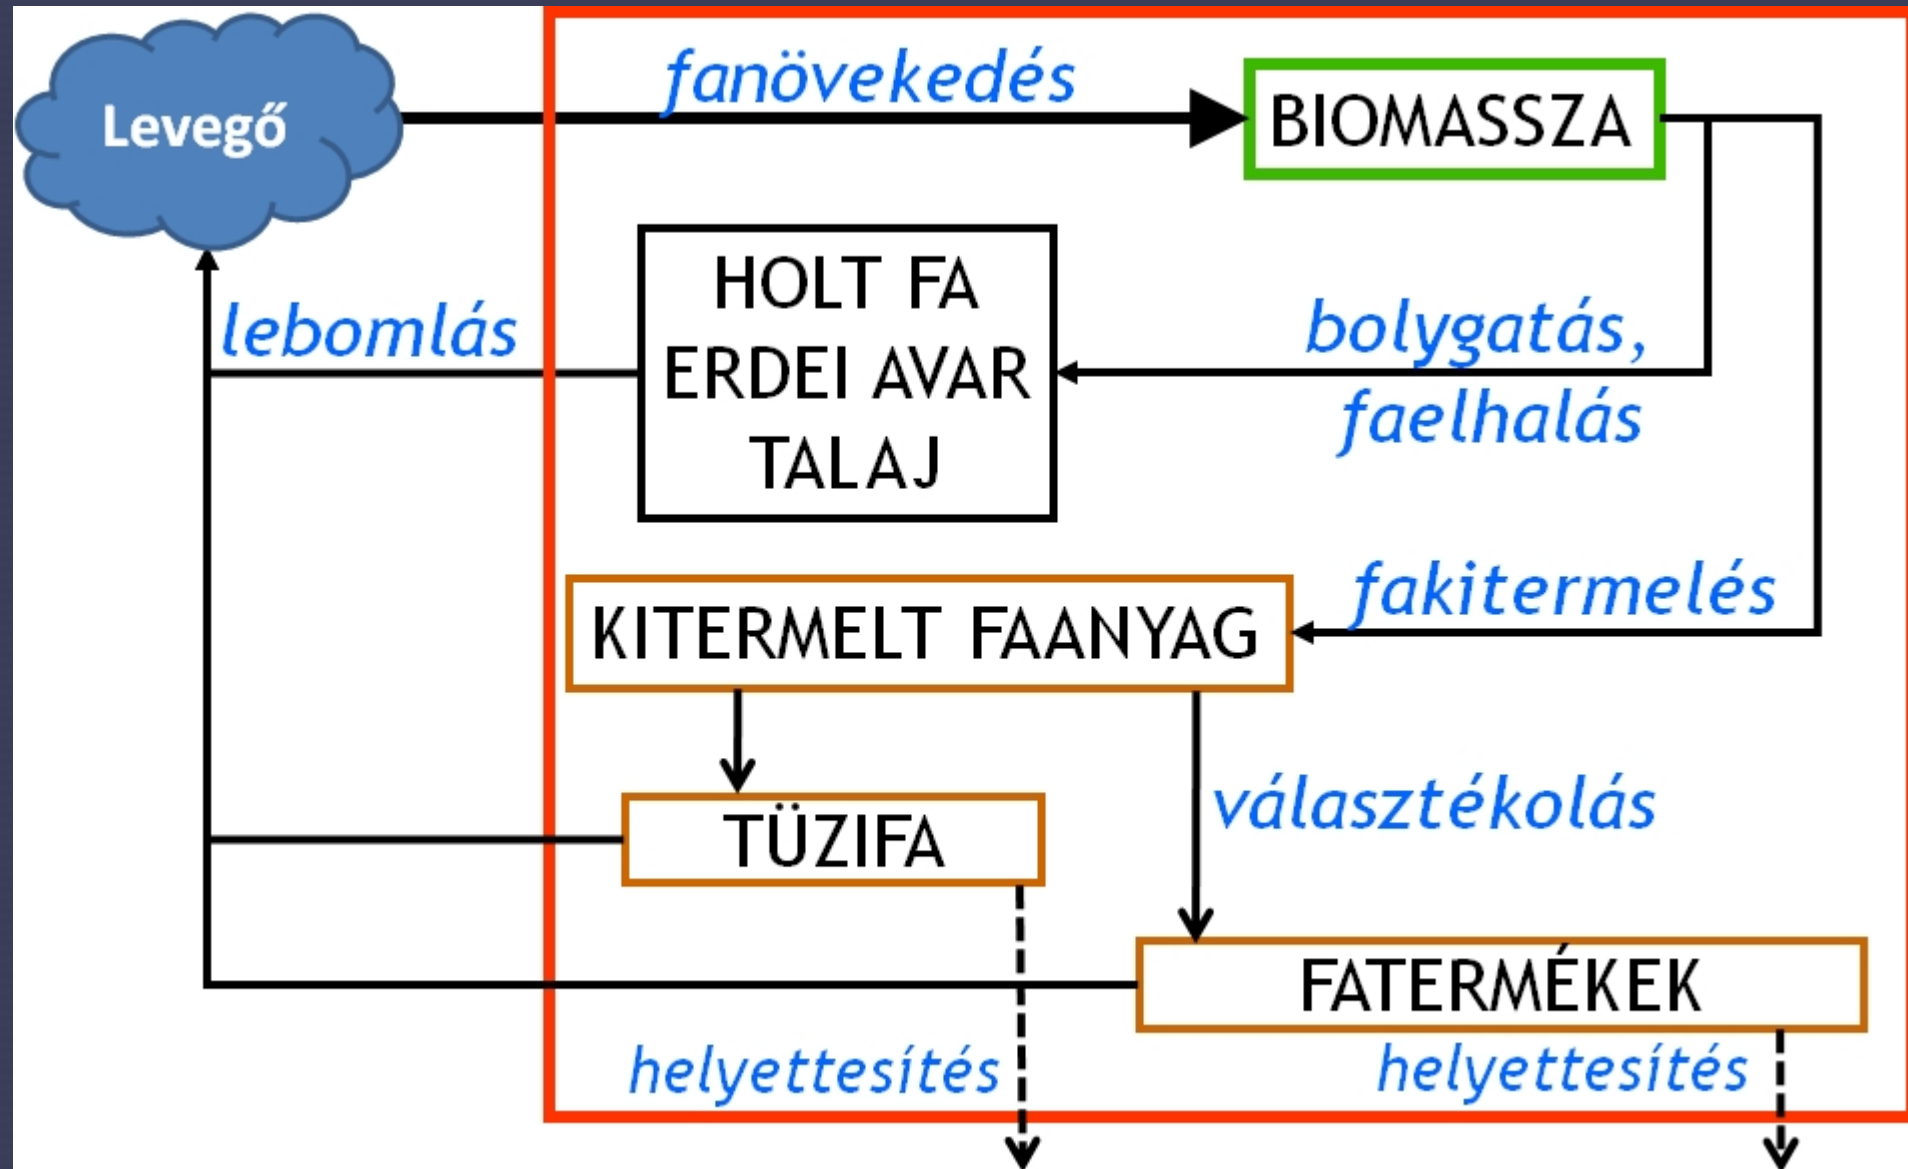 Levegő
fanövekedés
BIOMASSZA
HOLT FA
ERDEI AVAR
TALAJ
lebomlás
bolygatás,
faelhalás
fakitermelés
KITERMELT FAANYAG
választékolás
TÜZIFA
FATERMÉKEK
helyettesítés
helyettesítés